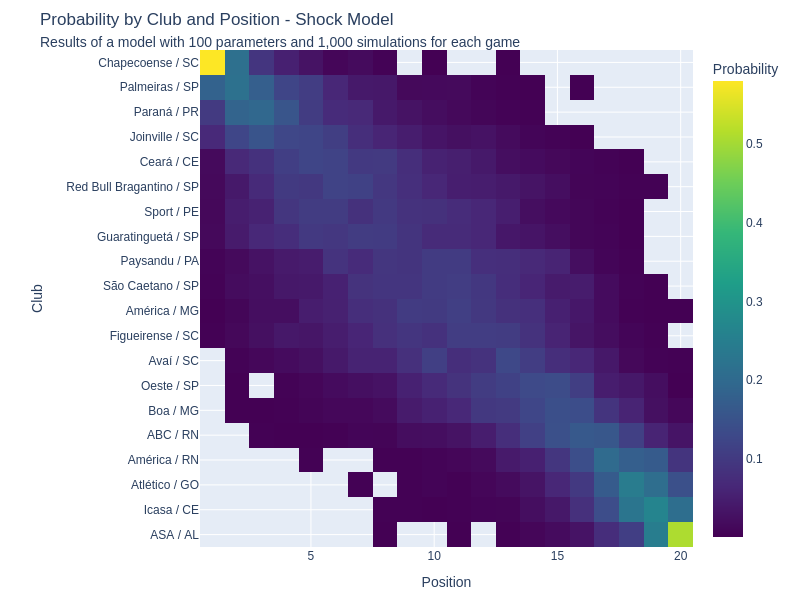 Probability by Club and Position - Shock Model
Results of a model with 100 parameters and 1,000 simulations for each game
Probability
Chapecoense / SC
Palmeiras / SP
Paraná / PR
Joinville / SC
Ceará / CE
Red Bull Bragantino / SP
Sport / PE
Guaratinguetá / SP
Paysandu / PA
São Caetano / SP
América / MG
Figueirense / SC
Avaí / SC
Oeste / SP
Boa / MG
ABC / RN
América / RN
Atlético / GO
Icasa / CE
ASA / AL
Club
5
10
15
20
Position
0.5
0.4
0.3
0.2
0.1